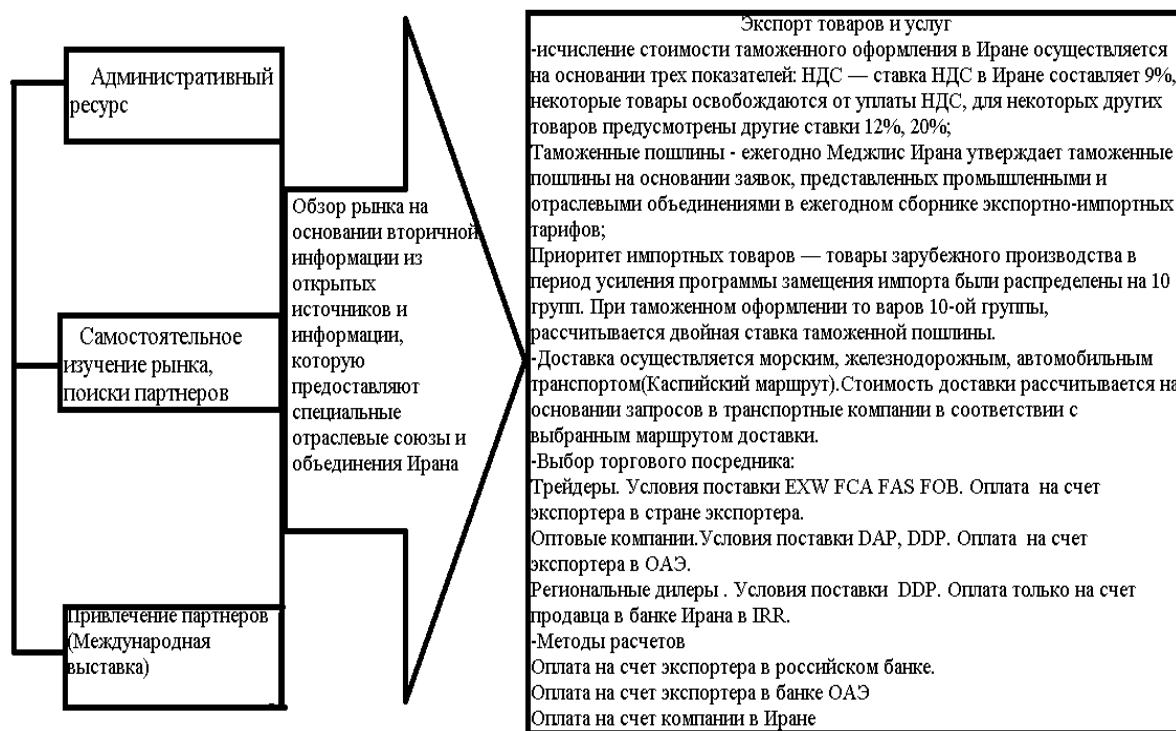 Административный
ресурс
Самостоятельное
изучение рынка,
поиски партнеров
Привлечение партнеров
(Международная
выставка)
Обзор рынка на
основании вторичной
информации из
открытых
источников и
информации,
которую
предоставляют
специальные
отраслевые союзы и
объединения Ирана
Экспорт товаров и услуг
-исчисление стоимости таможенного оформления в Иране осуществляется
на основании трех показателей: НДС — ставка НДС в Иране составляет 9%,
некоторые товары освобождаются от уплаты НДС, для некоторых других
товаров предусмотрены другие ставки 12%, 20%;
Таможенные пошлины - ежегодно Меджлис Ирана утверждает таможенные
пошлины на основании заявок, представленных промышленными и
отраслевыми объединениями в ежегодном сборнике экспортно-импортных
тарифов;
Приоритет импортных товаров — товары зарубежного производства в
период усиления программы замещения импорта были распределены на 10
групп. При таможенном оформлении то варов 10-ой группы,
рассчитывается двойная ставка таможенной пошлины.
-Доставка осуществляется морским, железнодорожным, автомобильным
транспортом(Каспийский маршрут).Стоимость доставки рассчитывается на
основании запросов в транспортные компании в соответствии с
выбранным маршрутом доставки.
-Выбор торгового посредника:
Трейдеры. Условия поставки EXW FCA FAS FOB. Оплата на счет
экспортера в стране экспортера.
Оптовые компании.Условия поставки DAP, DDP. Оплата на счет
экспортера в ОАЭ.
Региональные дилеры . Условия поставки DDP. Оплата только на счет
продавца в банке Ирана в IRR.
-Методы расчетов
Оплата на счет экспортера в российском банке.
Оплата на счет экспортера в банке ОАЭ
Оплата на счет компании в Иране